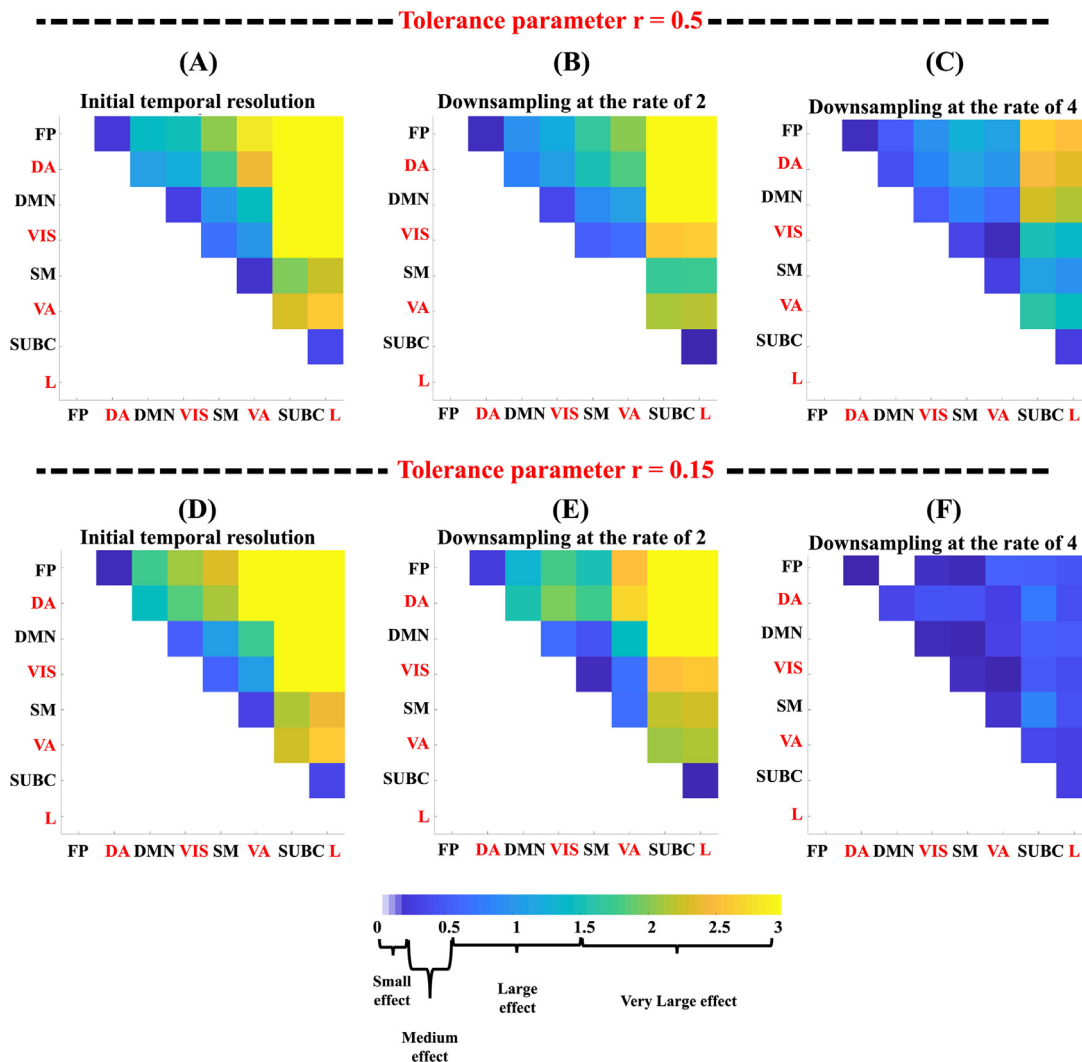 Tolerance parameter r = 0.5
(A) (B) (C)
Initial temporal resolution Downsampling at the rate of 2 Downsampling at the rate of 4
FP FP FP
DA DA DA
DMN DMN DMN
VIS VIS VIS
SM SM SM
VA VA VA
SUBC SUBC SUBC
L L L
FP DA DMN VIS SM VA SUBC L FP DA DMN VIS SM VA SUBC L FP DA DMN VIS SM VA SUBC L
Tolerance parameter r = 0.15
(D) (E) (F)
Initial temporal resolution Downsampling at the rate of 2 Downsampling at the rate of 4
FP FP FP
DA DA DA
DMN DMN DMN
VIS VIS VIS
SM SM SM
VA VA VA
SUBC SUBC SUBC
L L L
FP DA DMN VIS SM VA SUBC L FP DA DMN VIS SM VA SUBC L FP DA DMN VIS SM VA SUBC L
0 0.5 1 1.5 2 2.5 3
Small effect Large effect Very Large effect
Medium effect